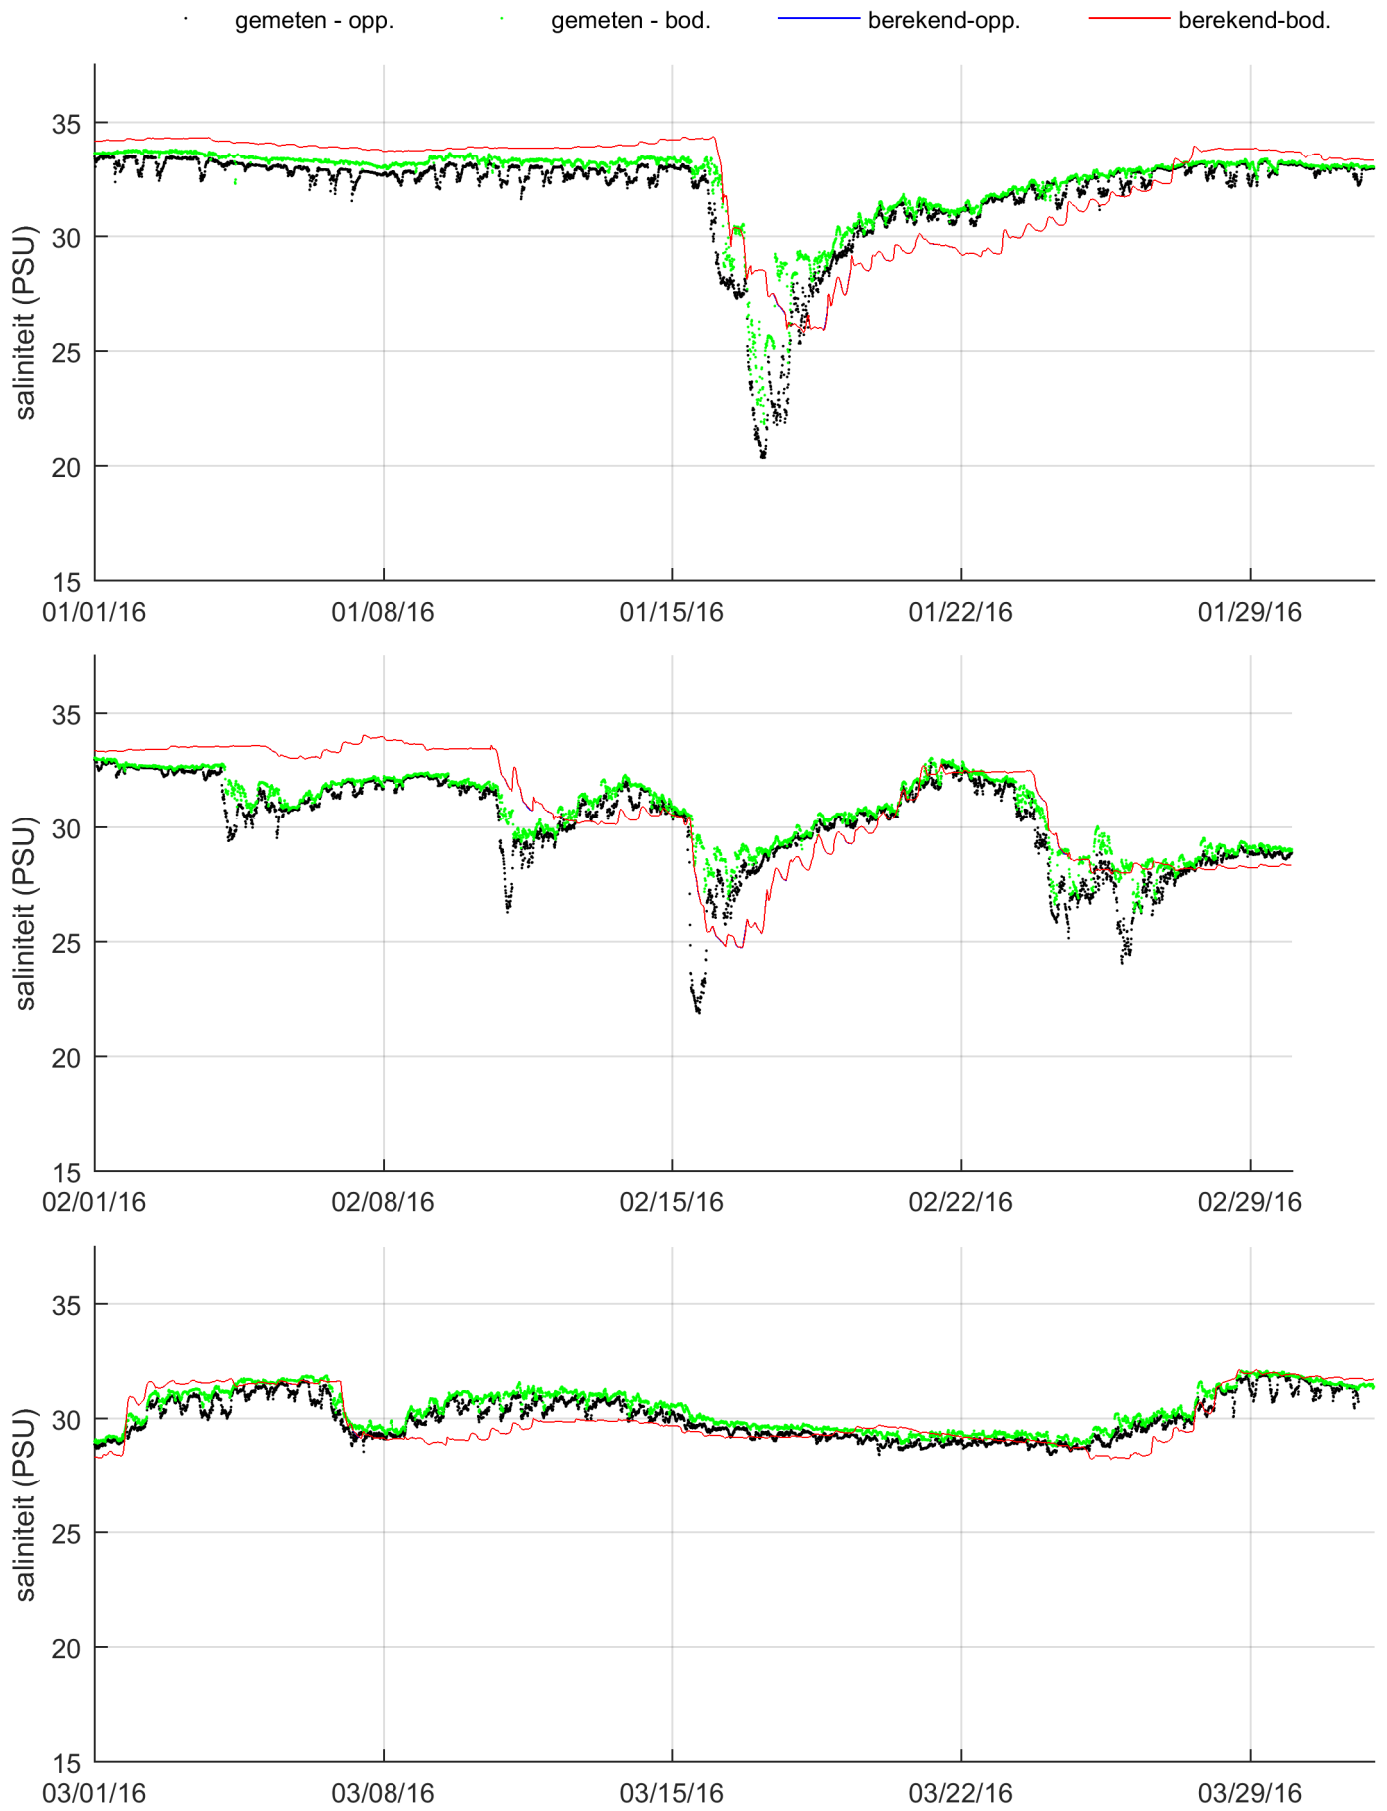 gemeten - opp. gemeten - bod. berekend-opp. berekend-bod.
saliniteit (PSU)
35
30
25
20
15
01/01/16 01/08/16 01/15/16 01/22/16 01/29/16
saliniteit (PSU)
35
30
25
20
15
02/01/16 02/08/16 02/15/16 02/22/16 02/29/16
saliniteit (PSU)
35
30
25
20
15
03/01/16 03/08/16 03/15/16 03/22/16 03/29/16